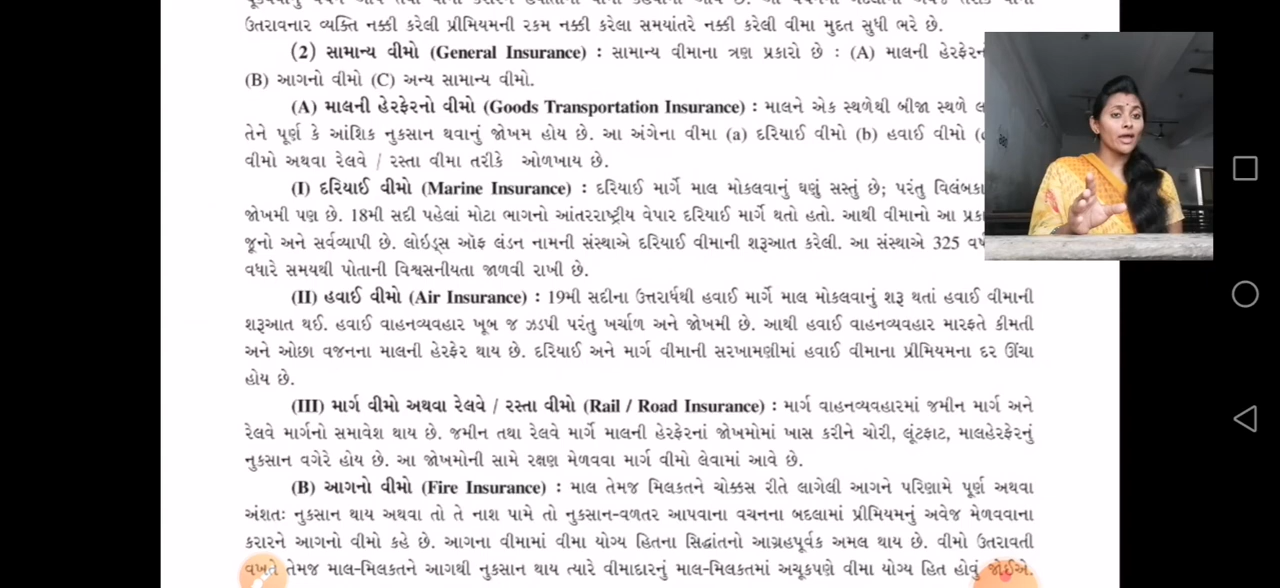 ઉતરાવનાર વ્યક્તિ નક્કી કરેલી પ્રીમિયમની રકમ નક્કી કરેલા સમયાંતરે નક્કી કરેલી વીમા મુદત સુધી ભરે છે.
(2) સામાન્ય વીમો (General Insurance) : સામાન્ય વીમાના ત્રણ પ્રકારો છે : (A) માલની હેરફેરન
(B) આગનો વીમો (C) અન્ય સામાન્ય વીમો.
(A) માલની હેરફેરનો વીમો (Goods Transportation Insurance) : માલને એક સ્થળેથી બીજા સ્થળે લ
તેને પૂર્ણ કે આંશિક નુકસાન થવાનું જોખમ હોય છે. આ અંગેના વીમા (a) દરિયાઈ વીમો (b) હવાઈ વીમો (c
વીમો અથવા રેલવે / રસ્તા વીમા તરીકે ઓળખાય છે.
(I) દરિયાઈ વીમો (Marine Insurance) : દરિયાઈ માર્ગે માલ મોકલવાનું ઘણું સસ્તું છે; પરંતુ વિલંબકા
જોખમી પણ છે. 18મી સદી પહેલાં મોટા ભાગનો આંતરરાષ્ટ્રીય વેપાર દરિયાઈ માર્ગે થતો હતો. આથી વીમાનો આ પ્રકા
જૂનો અને સર્વવ્યાપી છે. લોઇડ્સ ઑફ લંડન નામની સંસ્થાએ દરિયાઈ વીમાની શરૂઆત કરેલી. આ સંસ્થાએ 325 વર્ષ
વધારે સમયથી પોતાની વિશ્વસનીયતા જાળવી રાખી છે.
(II) હવાઈ વીમો (Air Insurance) : 19મી સદીના ઉત્તરાર્ધથી હવાઈ માર્ગે માલ મોકલવાનું શરૂ થતાં હવાઈ વીમાની
શરૂઆત થઈ. હવાઈ વાહનવ્યવહાર ખૂબ જ ઝડપી પરંતુ ખર્ચાળ અને જોખમી છે. આથી હવાઈ વાહનવ્યવહાર મારફતે કીમતી
અને ઓછા વજનના માલની હેરફેર થાય છે. દરિયાઈ અને માર્ગ વીમાની સરખામણીમાં હવાઈ વીમાના પ્રીમિયમના દર ઊંચા
હોય છે.
(III) માર્ગ વીમો અથવા રેલવે / રસ્તા વીમો (Rail / Road Insurance) : માર્ગ વાહનવ્યવહારમાં જમીન માર્ગ અને
રેલવે માર્ગનો સમાવેશ થાય છે. જમીન તથા રેલવે માર્ગે માલની હેરફેરનાં જોખમોમાં ખાસ કરીને ચોરી, લૂંટફાટ, માલહેરફેરનું
નુકસાન વગેરે હોય છે. આ જોખમોની સામે રક્ષણ મેળવવા માર્ગ વીમો લેવામાં આવે છે.
(B) આગનો વીમો (Fire Insurance) : માલ તેમજ મિલકતને ચોક્કસ રીતે લાગેલી આગને પરિણામે પૂર્ણ અથવા
અંશતઃ નુકસાન થાય અથવા તો તે નાશ પામે તો નુકસાન-વળતર આપવાના વચનના બદલામાં પ્રીમિયમનું અવેજ મેળવવાના
કરારને આગનો વીમો કહે છે. આગના વીમામાં વીમા યોગ્ય હિતના સિદ્ધાંતનો આગ્રહપૂર્વક અમલ થાય છે. વીમો ઉતરાવતી
વખતે તેમજ માલ-મિલકતને આગથી નુકસાન થાય ત્યારે વીમાદારનું માલ-મિલકતમાં અચૂકપણે વીમા યોગ્ય હિત હોવું જોઈએ.